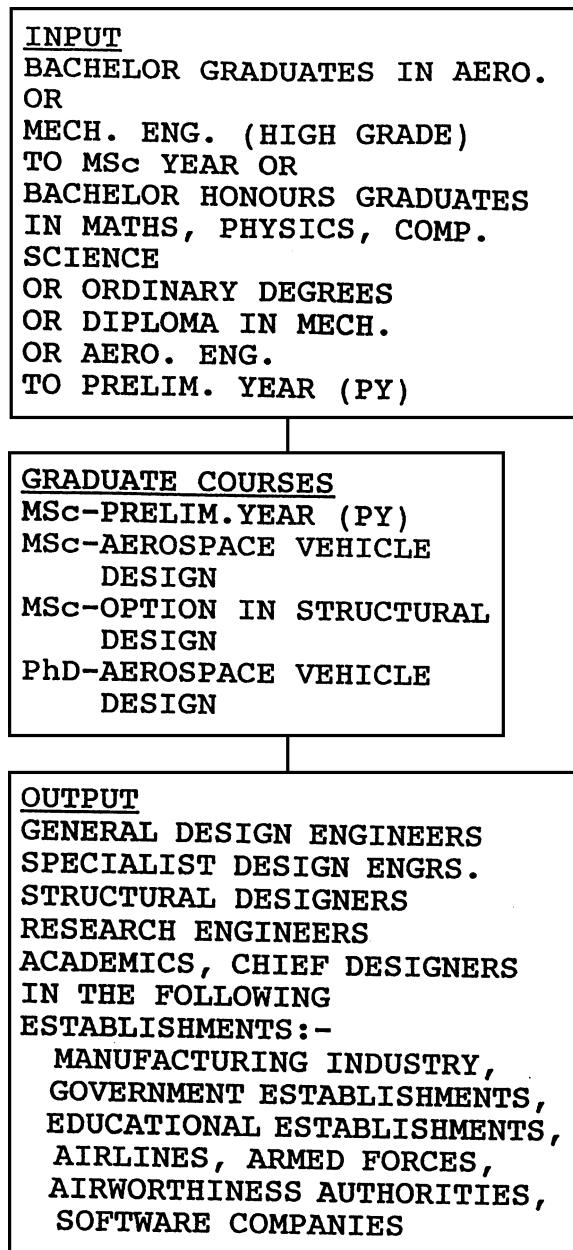 INPUT
BACHELOR GRADUATES IN AERO.
OR
MECH. ENG. (HIGH GRADE)
TO MSc YEAR OR
BACHELOR HONOURS GRADUATES
IN MATHS, PHYSICS, COMP.
SCIENCE
OR ORDINARY DEGREES
OR DIPLOMA IN MECH.
OR AERO. ENG.
TO PRELIM. YEAR (PY)
GRADUATE COURSES
MSc-PRELIM.YEAR (PY)
MSc-AEROSPACE VEHICLE
DESIGN
MSc-OPTION IN STRUCTURAL
DESIGN
PhD-AEROSPACE VEHICLE
DESIGN
OUTPUT
GENERAL DESIGN ENGINEERS
SPECIALIST DESIGN ENGRS.
STRUCTURAL DESIGNERS
RESEARCH ENGINEERS
ACADEMICS, CHIEF DESIGNERS
IN THE FOLLOWING
ESTABLISHMENTS:-
MANUFACTURING INDUSTRY,
GOVERNMENT ESTABLISHMENTS,
EDUCATIONAL ESTABLISHMENTS,
AIRLINES, ARMED FORCES,
AIRWORTHINESS AUTHORITIES,
SOFTWARE COMPANIES